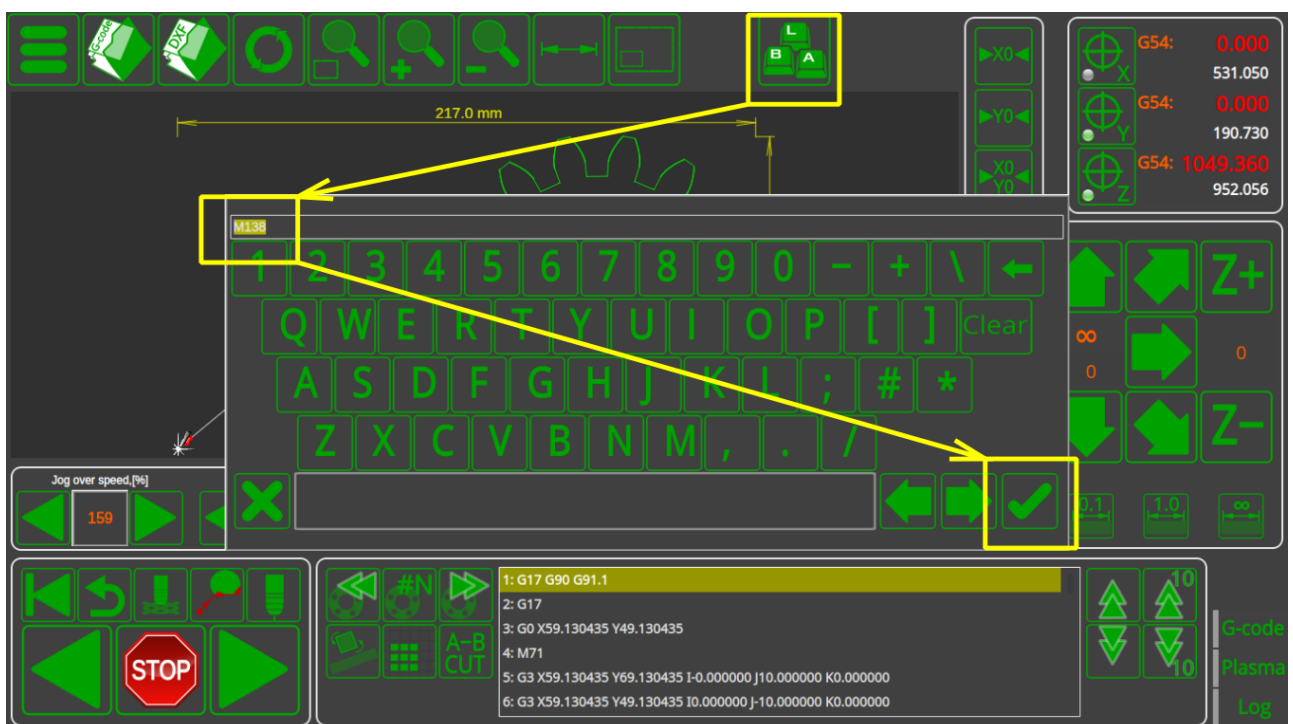 G-code
DXF
L
B A
X0
Y0
X0
Y0
G54: 0.000
X 531.050
G54: 0.000
Y 190.730
G54: 1049.360
Z 952.056
217.0 mm
M138
1 2 3 4 5 6 7 8 9 0 - + \
Q W E R T Y U I O P [ ] Clear
A S D F G H J K L ; # *
Z X C V B N M , . /
Z+
∞
0
0
Z-
Jog over speed,[%]
159
0.1 1.0 ∞
#N
A-B
CUT
STOP
1: G17 G90 G91.1
2: G17
3: G0 X59.130435 Y49.130435
4: M71
5: G3 X59.130435 Y69.130435 I-0.000000 J10.000000 K0.000000
6: G3 X59.130435 Y49.130435 I0.000000 J-10.000000 K0.000000
10
10
G-code
Plasma
Log